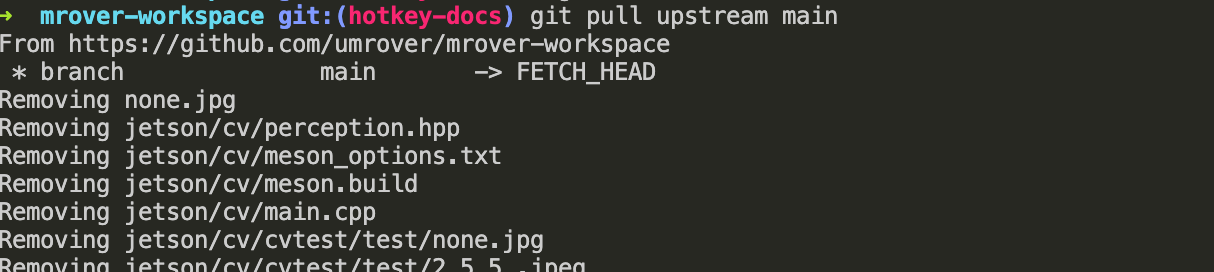 → mrover-workspace git:(hotkey-docs) git pull upstream main
From https://github.com/umrover/mrover-workspace
 * branch              main       -> FETCH_HEAD
Removing none.jpg
Removing jetson/cv/perception.hpp
Removing jetson/cv/meson_options.txt
Removing jetson/cv/meson.build
Removing jetson/cv/main.cpp
Removing jetson/cv/cvtest/test/none.jpg
Removing jetson/cv/cvtest/test/2_5_5_.jpeg